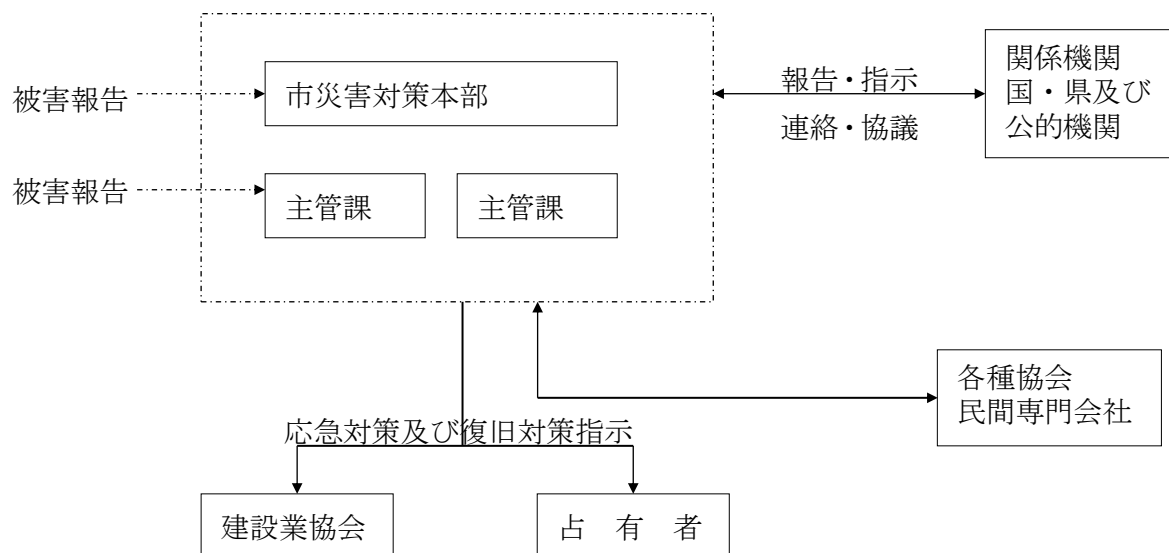 被害報告
市災害対策本部
報告・指示
連絡・協議
関係機関
国・県及び
公的機関
被害報告
主管課
主管課
各種協会
民間専門会社
応急対策及び復旧対策指示
建設業協会
占　有　者